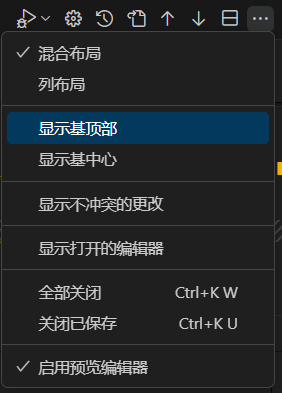 混合布局
列布局
显示基顶部
显示基中心
显示不冲突的更改
显示打开的编辑器
全部关闭 Ctrl+K W
关闭已保存 Ctrl+K U
启用预览编辑器